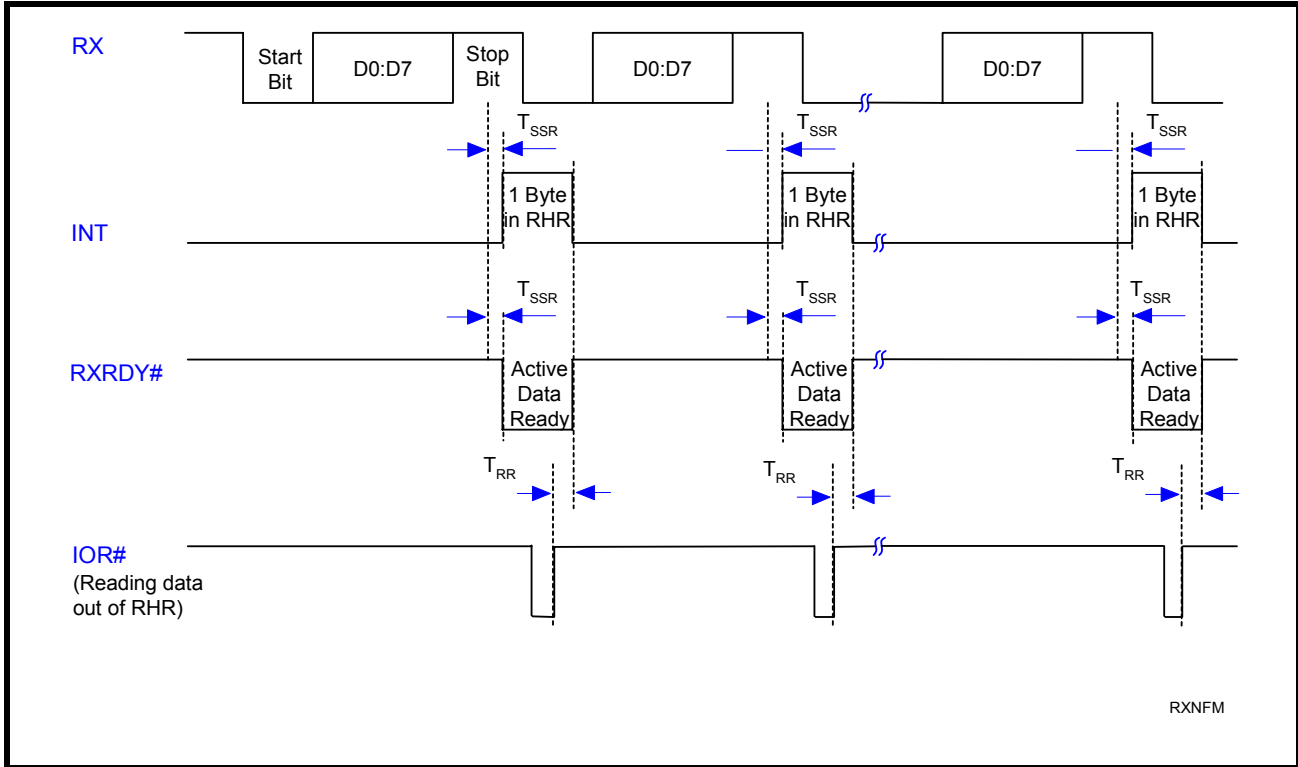 RX
Start
Bit
D0:D7
Stop
Bit
D0:D7
D0:D7
TSSR
TSSR
TSSR
INT
1 Byte
in RHR
1 Byte
in RHR
1 Byte
in RHR
TSSR
TSSR
TSSR
RXRDY#
Active
Data
Ready
Active
Data
Ready
Active
Data
Ready
TRR
TRR
TRR
IOR#
(Reading data
out of RHR)
RXNFM